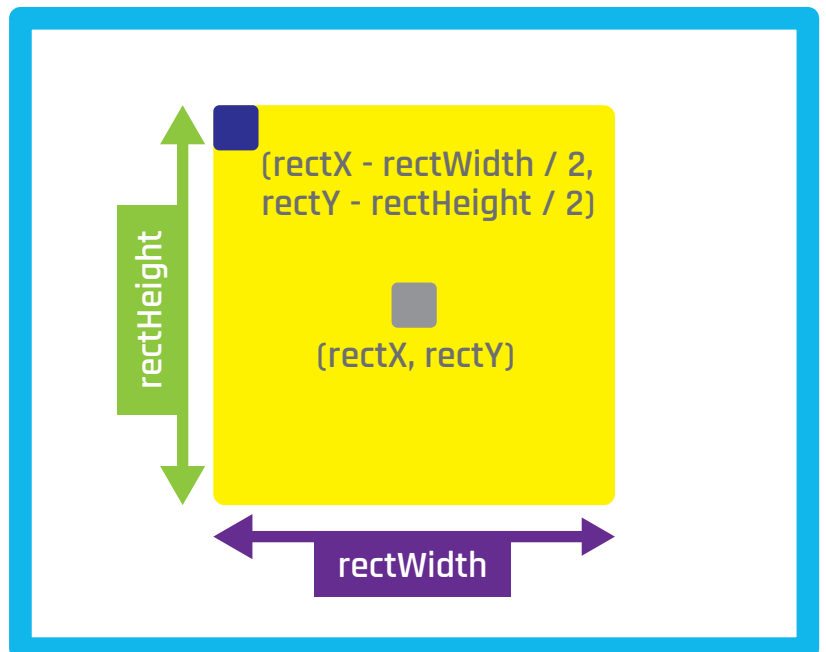 (rectX - rectWidth / 2,
rectY - rectHeight / 2)
rectHeight
(rectX, rectY)
rectWidth